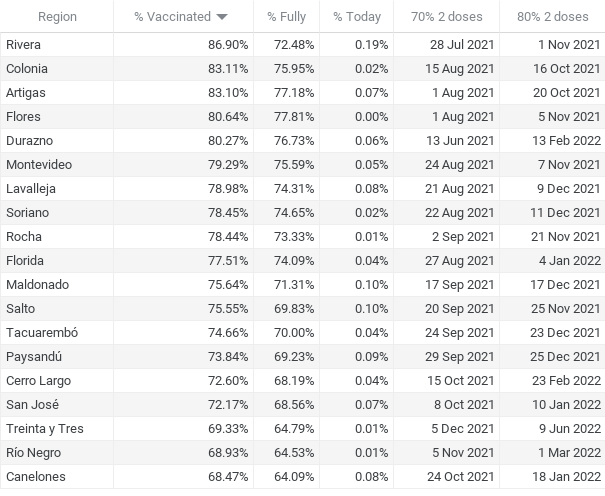 Region % Vaccinated % Fully % Today 70% 2 doses 80% 2 doses
Rivera 86.90% 72.48% 0.19% 28 Jul 2021 1 Nov 2021
Colonia 83.11% 75.95% 0.02% 15 Aug 2021 16 Oct 2021
Artigas 83.10% 77.18% 0.07% 1 Aug 2021 20 Oct 2021
Flores 80.64% 77.81% 0.00% 1 Aug 2021 5 Nov 2021
Durazno 80.27% 76.73% 0.06% 13 Jun 2021 13 Feb 2022
Montevideo 79.29% 75.59% 0.05% 24 Aug 2021 7 Nov 2021
Lavalleja 78.98% 74.31% 0.08% 21 Aug 2021 9 Dec 2021
Soriano 78.45% 74.65% 0.02% 22 Aug 2021 11 Dec 2021
Rocha 78.44% 73.33% 0.01% 2 Sep 2021 21 Nov 2021
Florida 77.51% 74.09% 0.04% 27 Aug 2021 4 Jan 2022
Maldonado 75.64% 71.31% 0.10% 17 Sep 2021 17 Dec 2021
Salto 75.55% 69.83% 0.10% 20 Sep 2021 25 Nov 2021
Tacuarembó 74.66% 70.00% 0.04% 24 Sep 2021 23 Dec 2021
Paysandú 73.84% 69.23% 0.09% 29 Sep 2021 25 Dec 2021
Cerro Largo 72.60% 68.19% 0.04% 15 Oct 2021 23 Feb 2022
San José 72.17% 68.56% 0.07% 8 Oct 2021 10 Jan 2022
Treinta y Tres 69.33% 64.79% 0.01% 5 Dec 2021 9 Jun 2022
Río Negro 68.93% 64.53% 0.01% 5 Nov 2021 1 Mar 2022
Canelones 68.47% 64.09% 0.08% 24 Oct 2021 18 Jan 2022